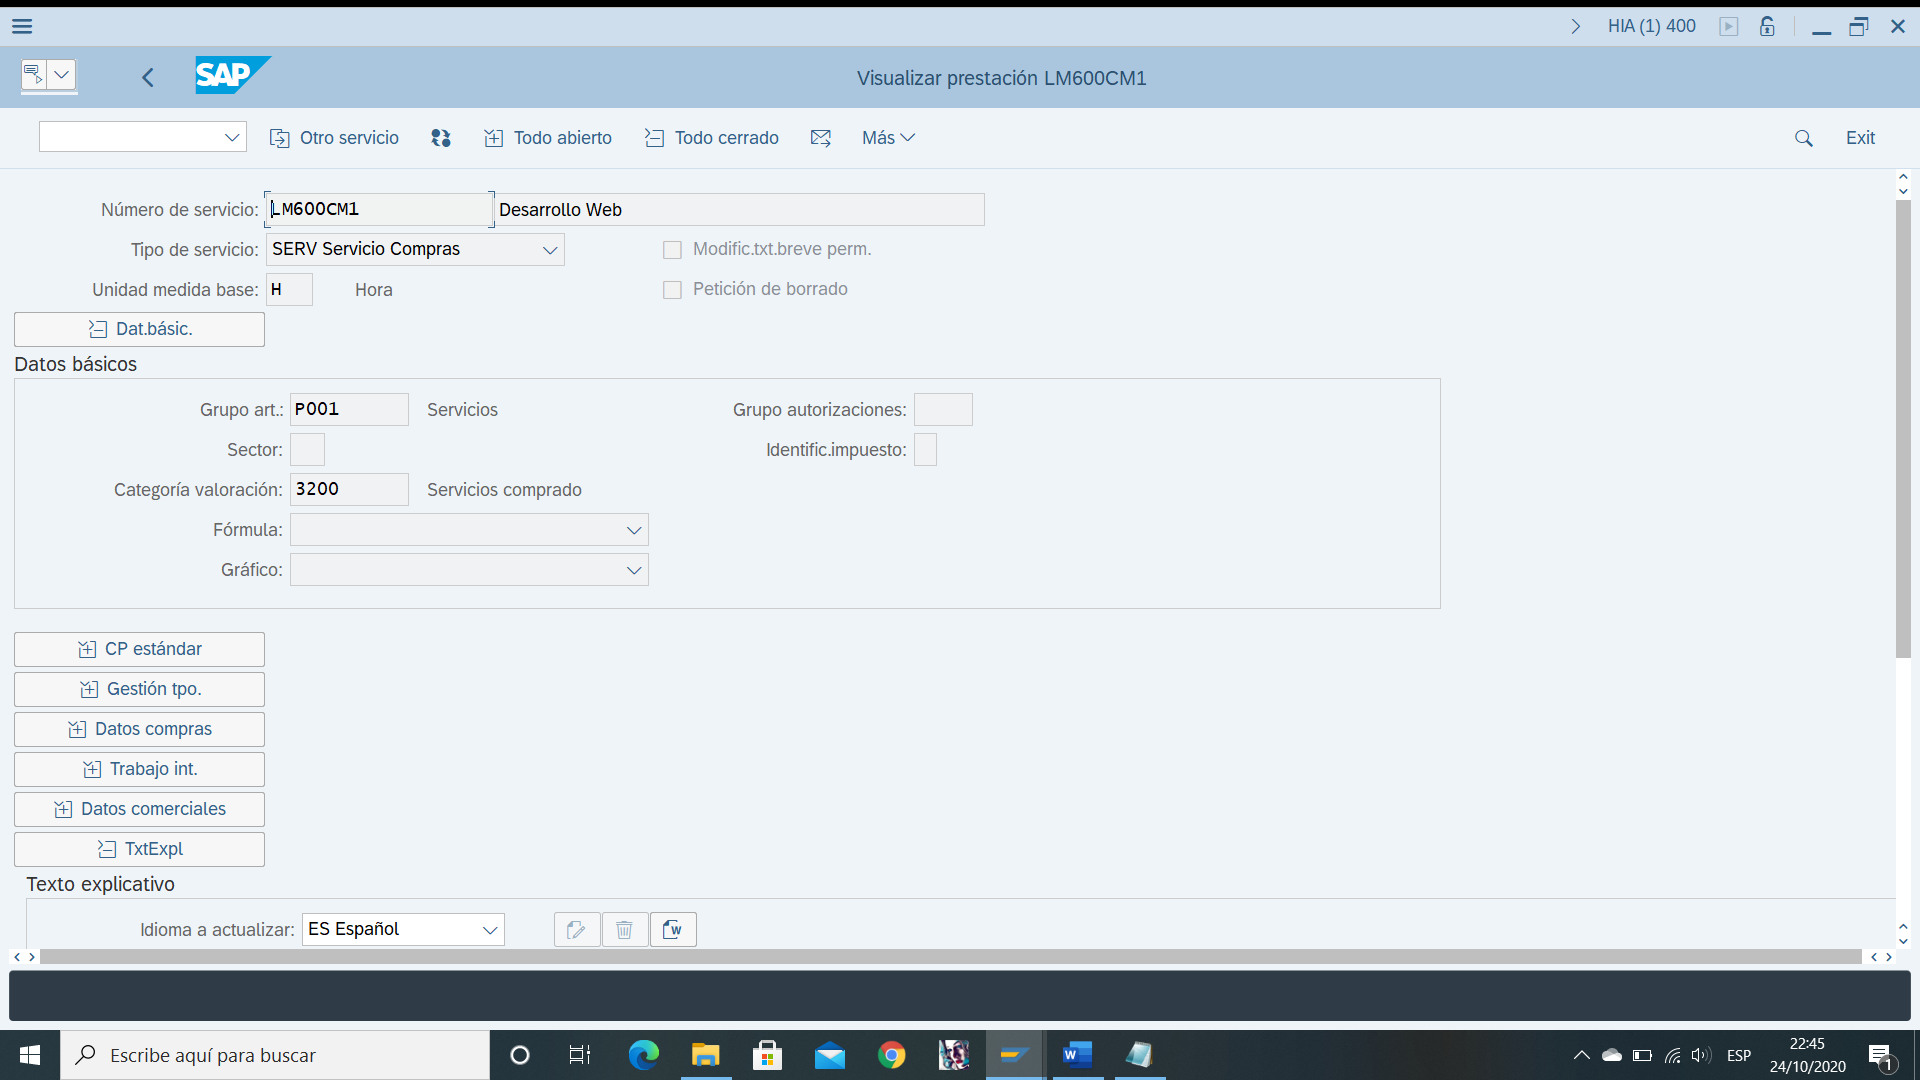 HIA (1) 400
SAP
Visualizar prestación LM600CM1
Otro servicio
Todo abierto
Todo cerrado
Más
Exit
Número de servicio: LM600CM1 Desarrollo Web
Tipo de servicio: SERV Servicio Compras Modific.txt.breve perm.
Unidad medida base: H Hora Petición de borrado
Dat.básic.
Datos básicos
Grupo art.: P001 Servicios Grupo autorizaciones:
Sector: Identific.impuesto:
Categoría valoración: 3200 Servicios comprado
Fórmula:
Gráfico:
CP estándar
Gestión tpo.
Datos compras
Trabajo int.
Datos comerciales
TxtExpl
Texto explicativo
Idioma a actualizar: ES Español W
Escribe aquí para buscar
W
ESP
22:45
24/10/2020
1